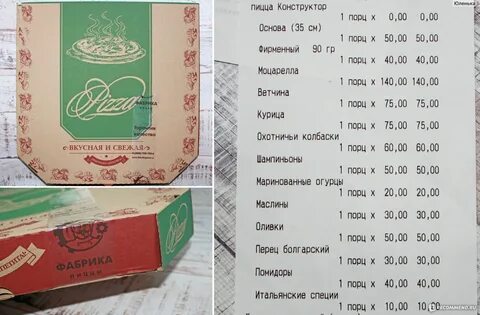 Pizza
ФАБРИКА
ВКУСНАЯ И СВЕЖАЯ
АППЕТИТА!
ФАБРИКА
ПИЦЦЫ
Юленька
пицца Конструктор
1 порц x 0,00 0,00
Основа (35 см)
1 порц x 50,00 50,00
Фирменный 90 гр
1 порц x 40,00 40,00
Моцарелла
1 порц x 140,00 140,00
Ветчина
1 порц x 75,00 75,00
Курица
1 порц x 75,00 75,00
Охотничьи колбаски
1 порц x 60,00 60,00
Шампиньоны
1 порц x 50,00 50,00
Маринованные огурцы
1 порц x 20,00 20,00
Маслины
1 порц x 30,00 30,00
Оливки
1 порц x 50,00 50,00
Перец болгарский
1 порц x 30,00 30,00
Помидоры
1 порц x 40,00 40,00
Итальянские специи
1 порц x 10,00 10,00
IRECOMMEND.RU